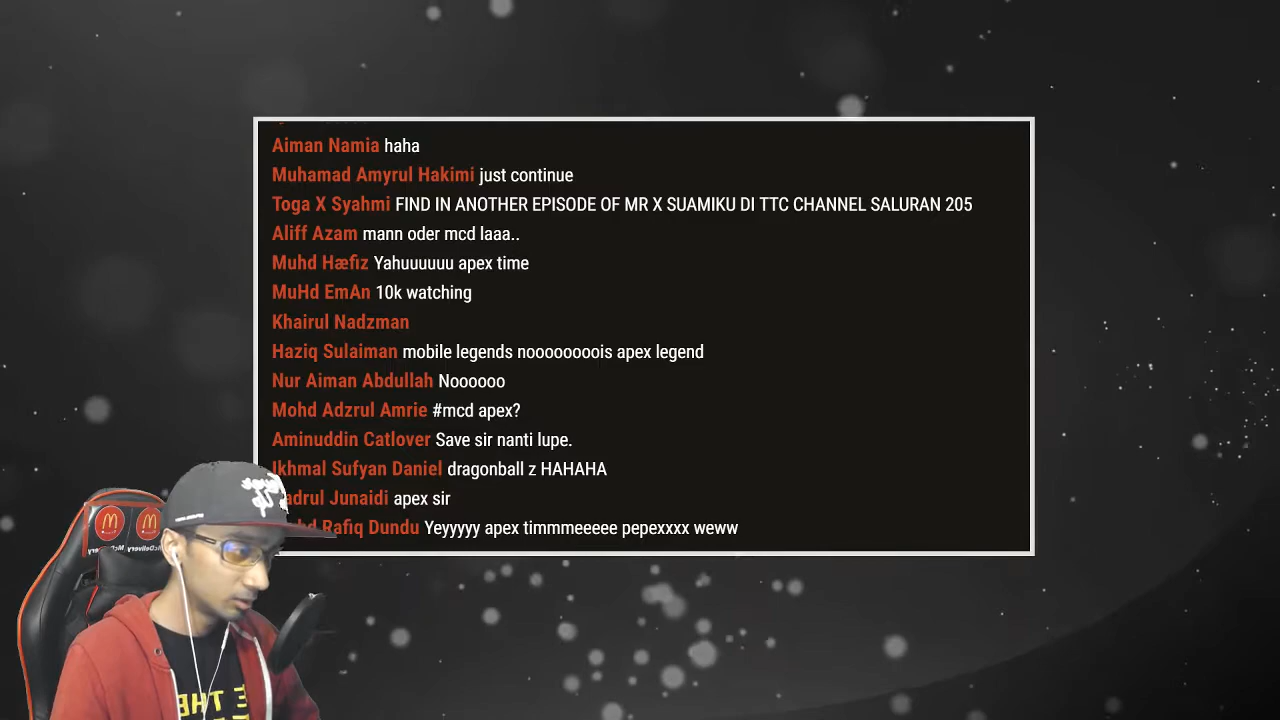 Aiman Namia haha
Muhamad Amyrul Hakimi just continue
Toga X Syahmi FIND IN ANOTHER EPISODE OF MR X SUAMIKU DI TTC CHANNEL SALURAN 205
Aliff Azam mann oder mcd laaa..
Muhd Hæfız Yahuuuuuu apex time
MuHd EmAn 10k watching
Khairul Nadzman
Haziq Sulaiman mobile legends noooooooois apex legend
Nur Aiman Abdullah Noooooo
Mohd Adzrul Amrie #mcd apex?
Aminuddin Catlover Save sir nanti lupe.
Ikhmal Sufyan Daniel dragonball z HAHAHA
adrul Junaidi apex sir
Rafiq Dundu Yeyyyyy apex timmmeeeee pepexxxx weww
McDelivery
THE